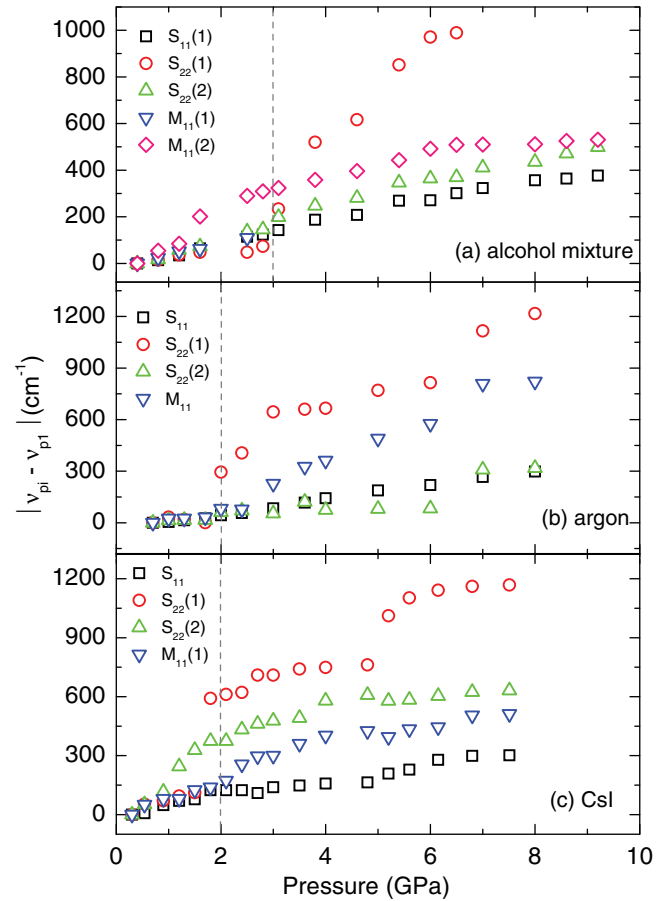 1000
800
600
400
200
0
S₁₁(1)
S₂₂(1)
S₂₂(2)
M₁₁(1)
M₁₁(2)
(a) alcohol mixture
1200
900
600
300
0
S₁₁
S₂₂(1)
S₂₂(2)
M₁₁
(b) argon
| νpi - νp1 | (cm⁻¹)
1200
900
600
300
0
S₁₁
S₂₂(1)
S₂₂(2)
M₁₁(1)
(c) CsI
0 2 4 6 8 10
Pressure (GPa)